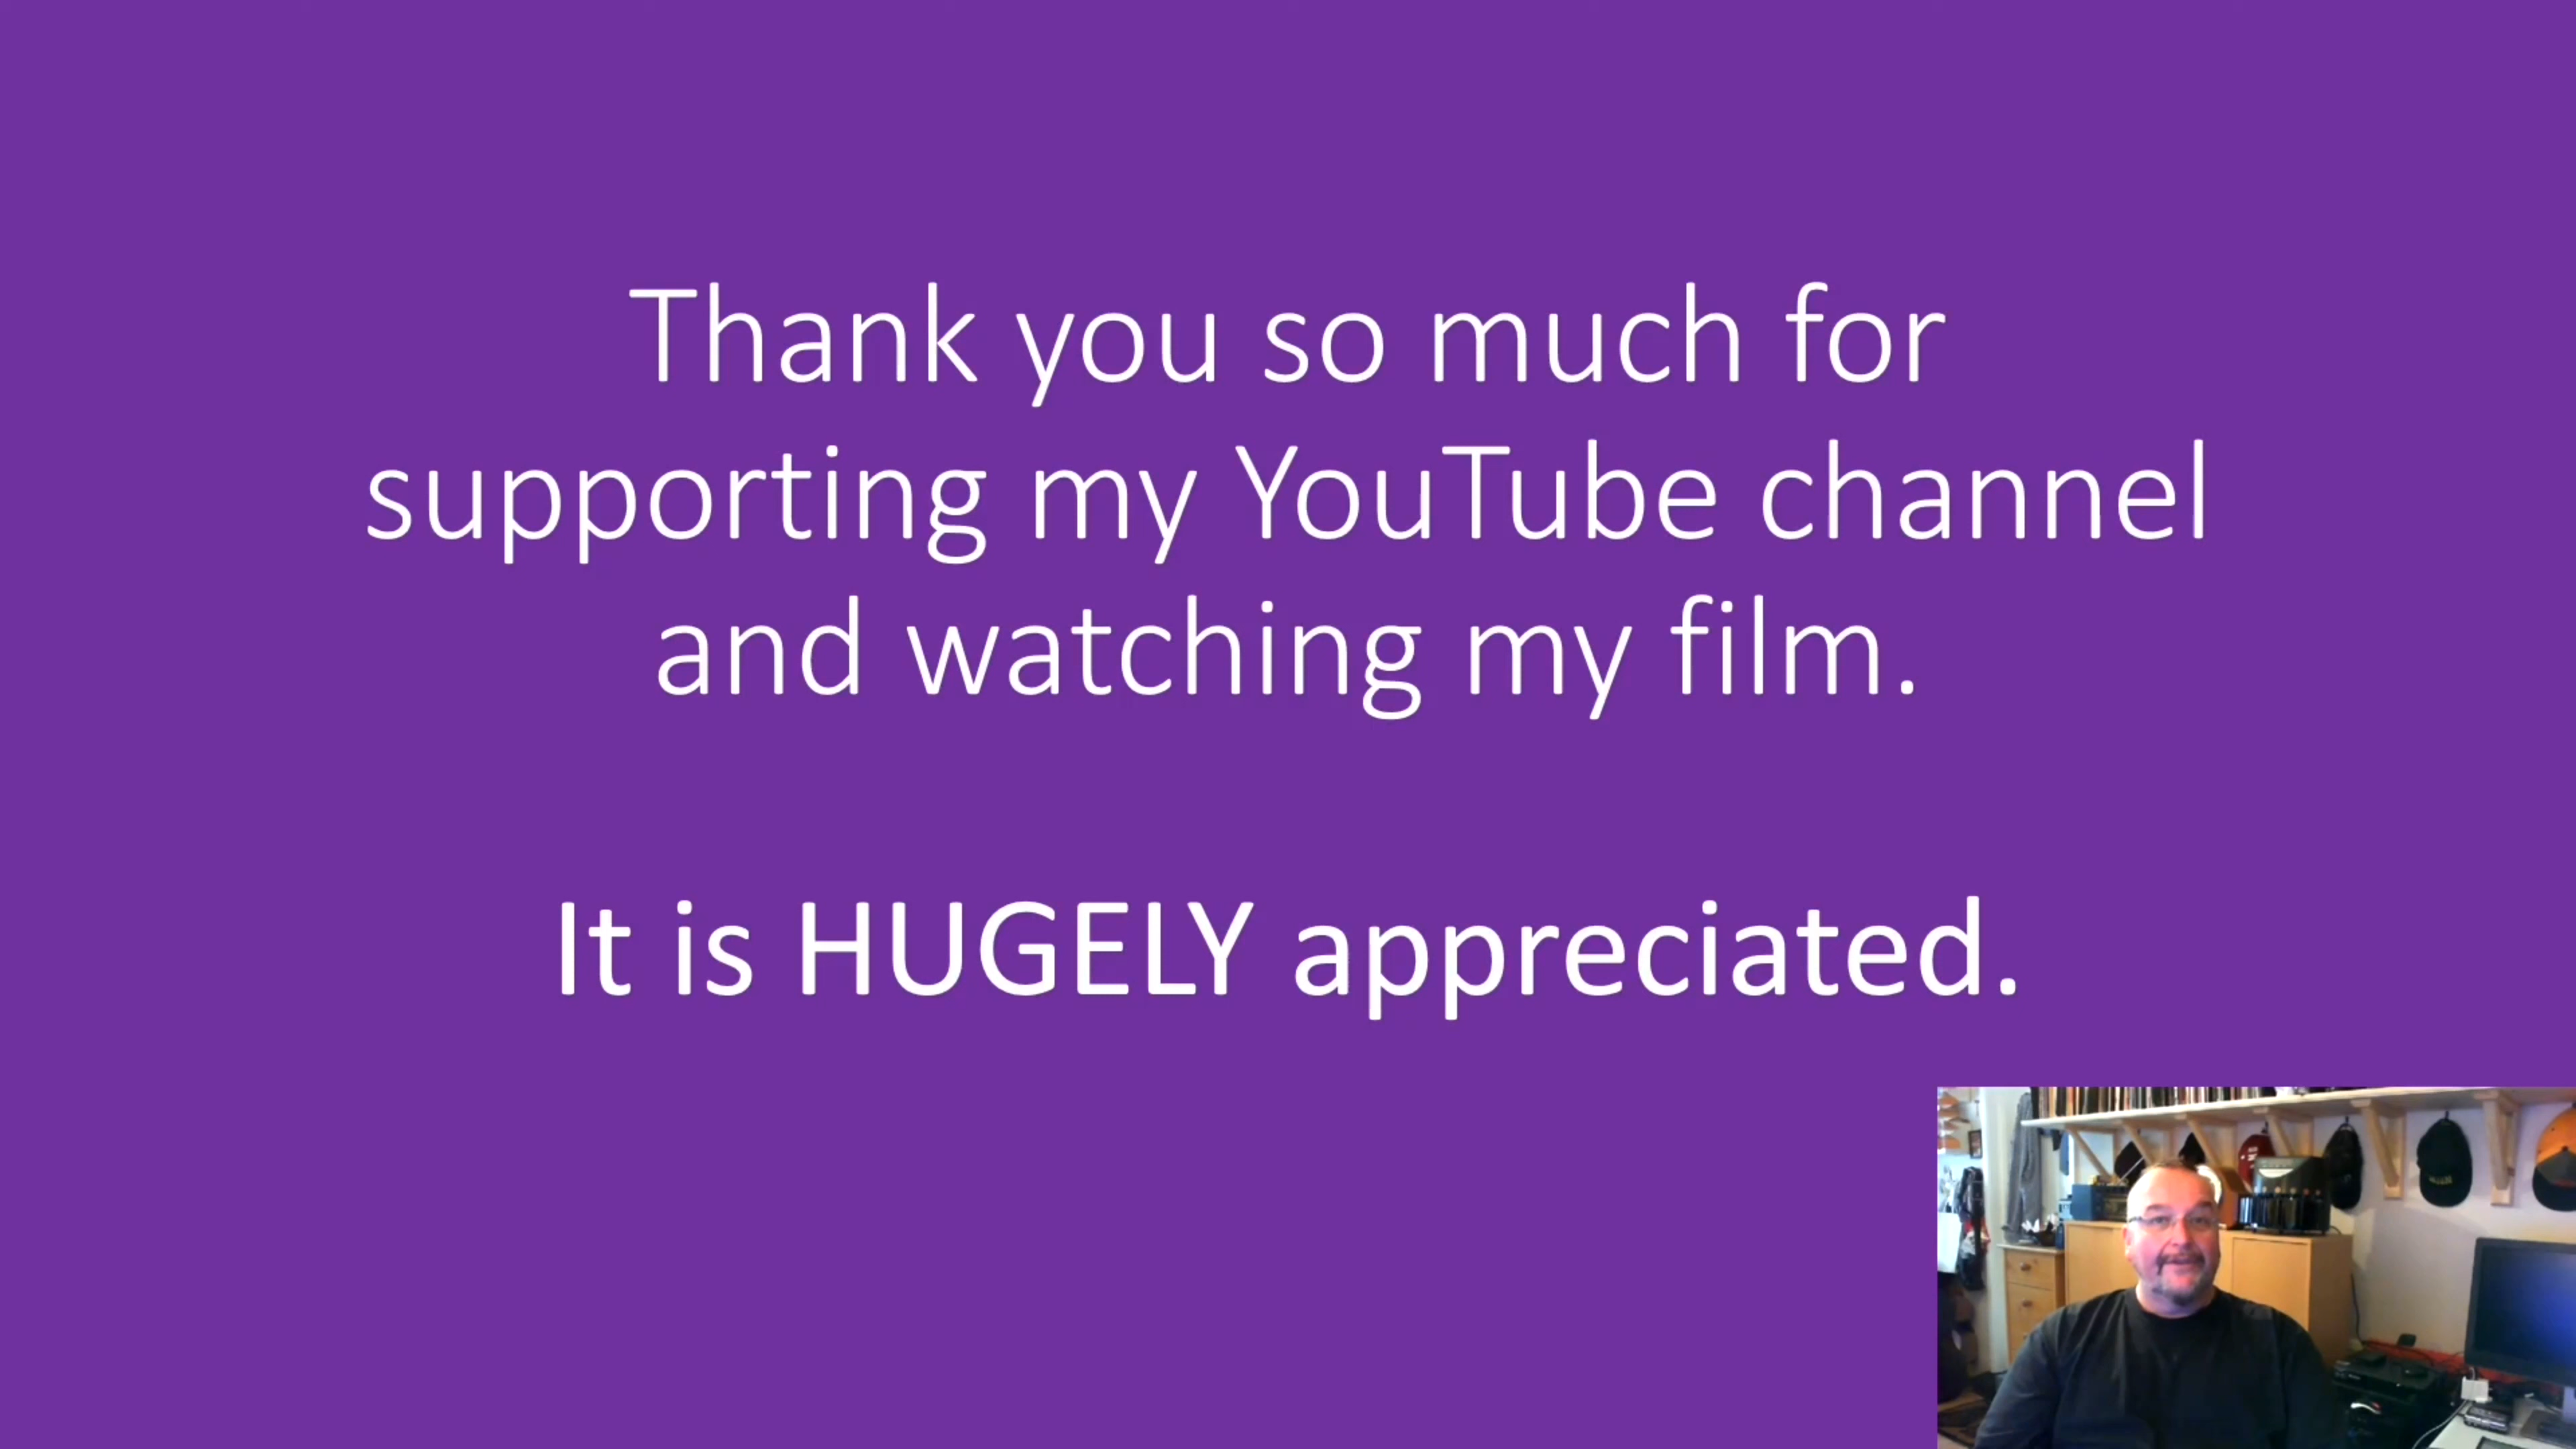 Thank you so much for
supporting my YouTube channel
and watching my film.
It is HUGELY appreciated.